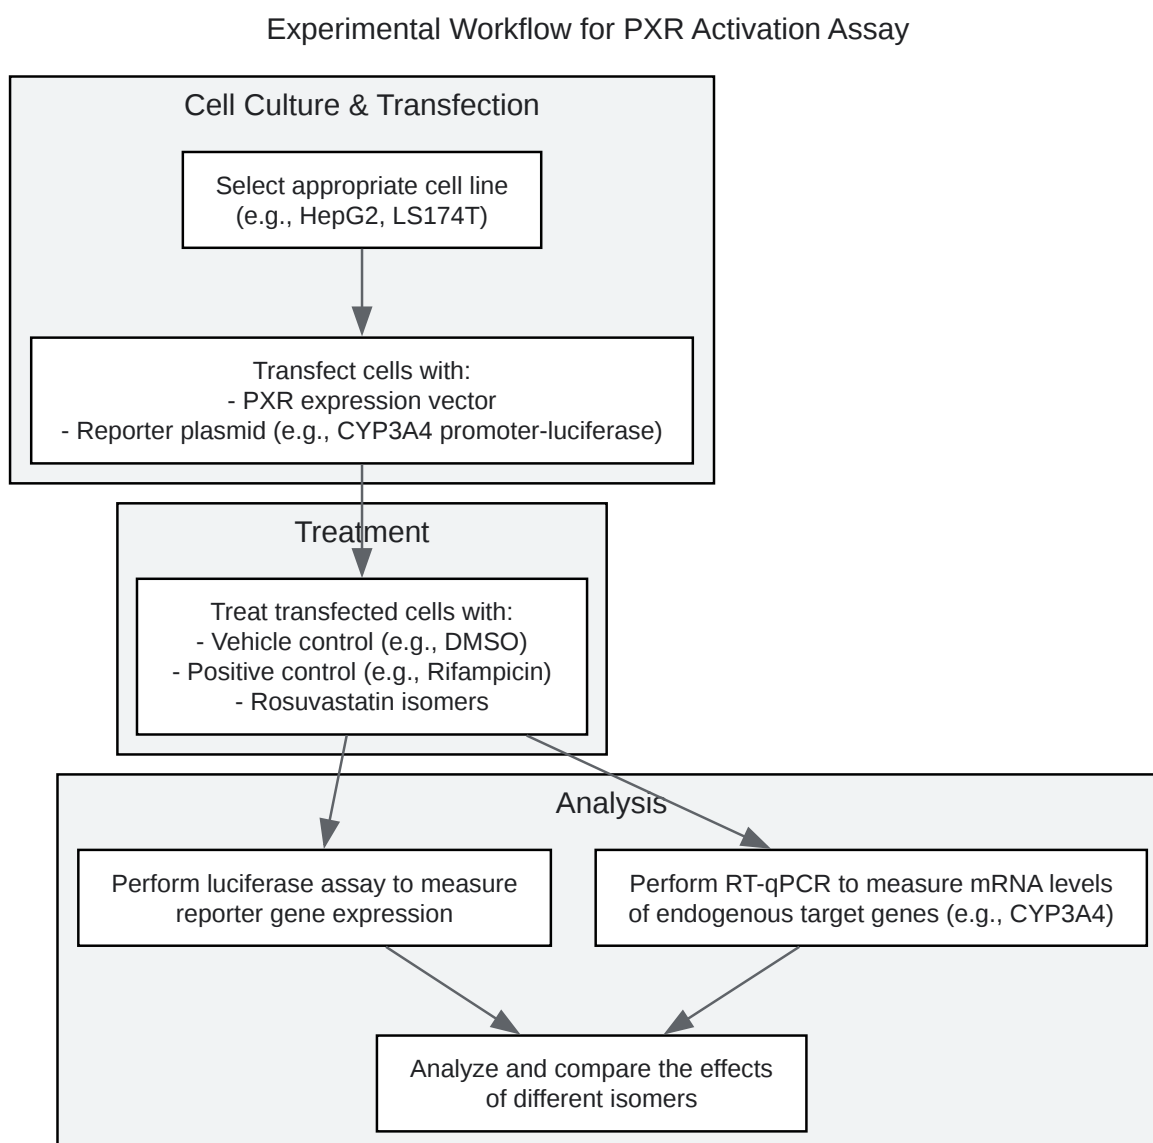 Experimental Workflow for PXR Activation Assay
Cell Culture & Transfection
Select appropriate cell line
(e.g., HepG2, LS174T)
Transfect cells with:
- PXR expression vector
- Reporter plasmid (e.g., CYP3A4 promoter-luciferase)
Treatment
Treat transfected cells with:
- Vehicle control (e.g., DMSO)
- Positive control (e.g., Rifampicin)
- Rosuvastatin isomers
Analysis
Perform luciferase assay to measure
reporter gene expression
Perform RT-qPCR to measure mRNA levels
of endogenous target genes (e.g., CYP3A4)
Analyze and compare the effects
of different isomers